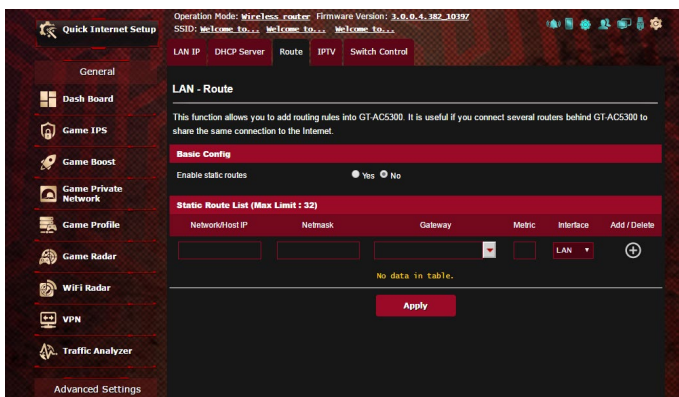 Operation Mode: Wireless router Firmware Version: 3.0.0.4.382_10397
SSID: Welcome to... Welcome to... Welcome to...
Quick Internet Setup
LAN IP DHCP Server Route IPTV Switch Control
General
Dash Board
Game IPS
Game Boost
Game Private
Network
Game Profile
Game Radar
WiFi Radar
VPN
Traffic Analyzer
Advanced Settings
LAN - Route
This function allows you to add routing rules into GT-AC5300. It is useful if you connect several routers behind GT-AC5300 to
share the same connection to the Internet.
Basic Config
Enable static routes Yes No
Static Route List (Max Limit : 32)
Network/Host IP Netmask Gateway Metric Interface Add / Delete
LAN
No data in table.
Apply